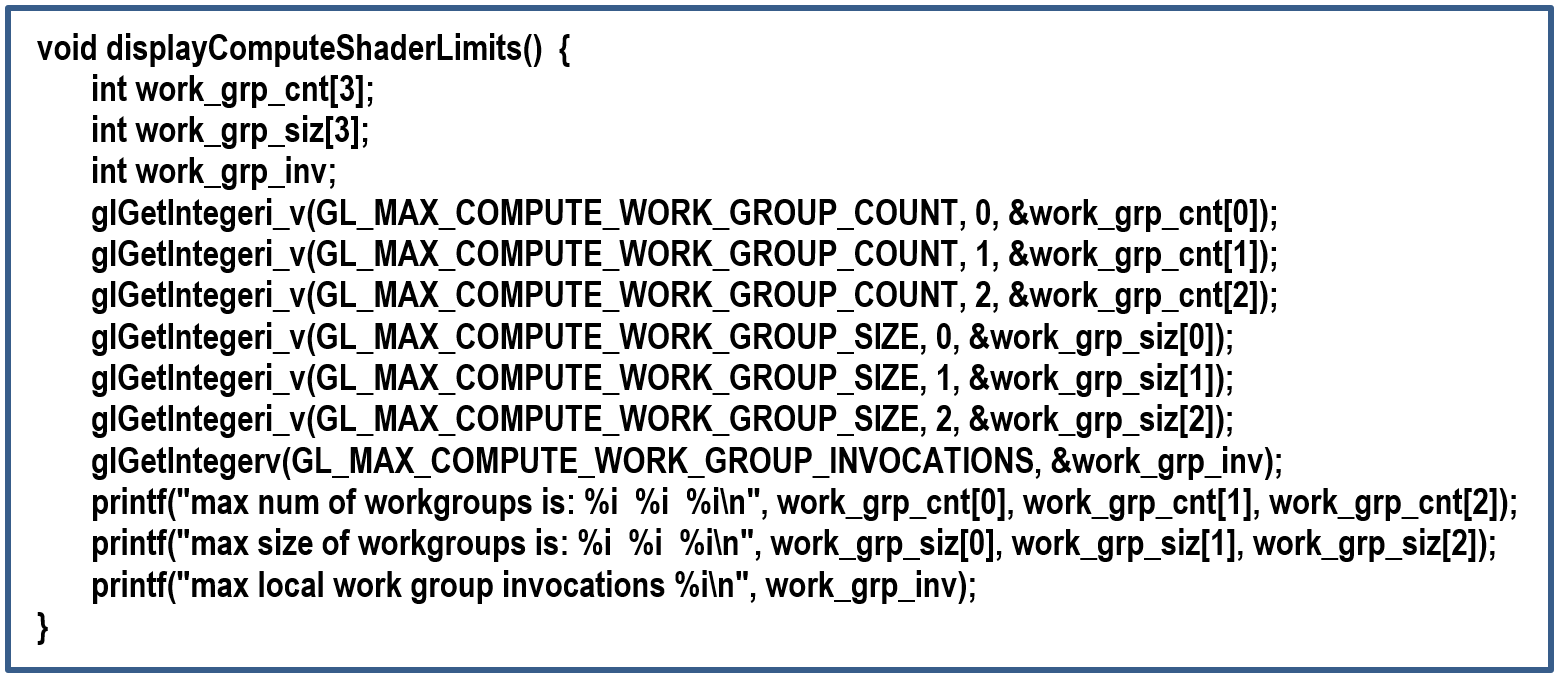 void displayComputeShaderLimits()  {
int work_grp_cnt[3];
int work_grp_siz[3];
int work_grp_inv;
glGetIntegeri_v(GL_MAX_COMPUTE_WORK_GROUP_COUNT, 0, &work_grp_cnt[0]);
glGetIntegeri_v(GL_MAX_COMPUTE_WORK_GROUP_COUNT, 1, &work_grp_cnt[1]);
glGetIntegeri_v(GL_MAX_COMPUTE_WORK_GROUP_COUNT, 2, &work_grp_cnt[2]);
glGetIntegeri_v(GL_MAX_COMPUTE_WORK_GROUP_SIZE, 0, &work_grp_siz[0]);
glGetIntegeri_v(GL_MAX_COMPUTE_WORK_GROUP_SIZE, 1, &work_grp_siz[1]);
glGetIntegeri_v(GL_MAX_COMPUTE_WORK_GROUP_SIZE, 2, &work_grp_siz[2]);
glGetIntegerv(GL_MAX_COMPUTE_WORK_GROUP_INVOCATIONS, &work_grp_inv);
printf("max num of workgroups is: %i  %i  %i\n", work_grp_cnt[0], work_grp_cnt[1], work_grp_cnt[2]);
printf("max size of workgroups is: %i  %i  %i\n", work_grp_siz[0], work_grp_siz[1], work_grp_siz[2]);
printf("max local work group invocations %i\n", work_grp_inv);
}